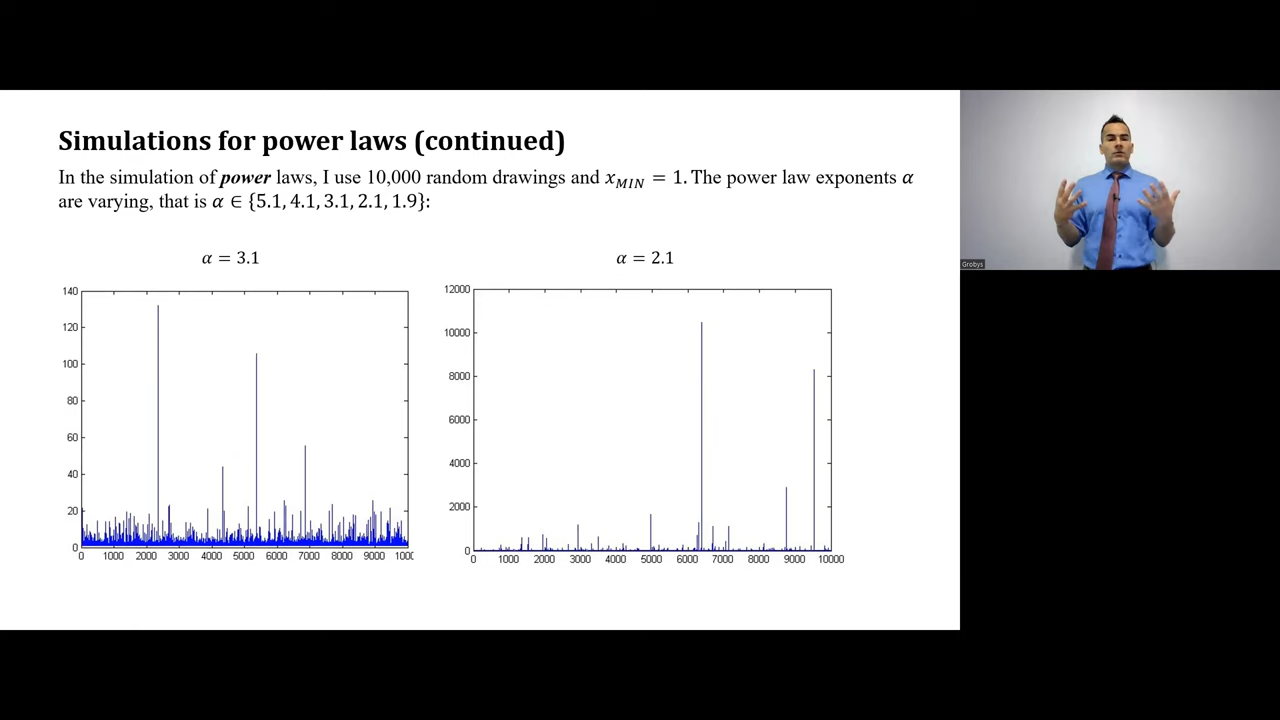 Simulations for power laws (continued)
In the simulation of power laws, I use 10,000 random drawings and x_MIN = 1. The power law exponents α
are varying, that is α ∈ {5.1, 4.1, 3.1, 2.1, 1.9}:
α = 3.1
α = 2.1
140
120
100
80
60
40
20
0
0 1000 2000 3000 4000 5000 6000 7000 8000 9000 1000
12000
10000
8000
6000
4000
2000
0
0 1000 2000 3000 4000 5000 6000 7000 8000 9000 10000
Grobys